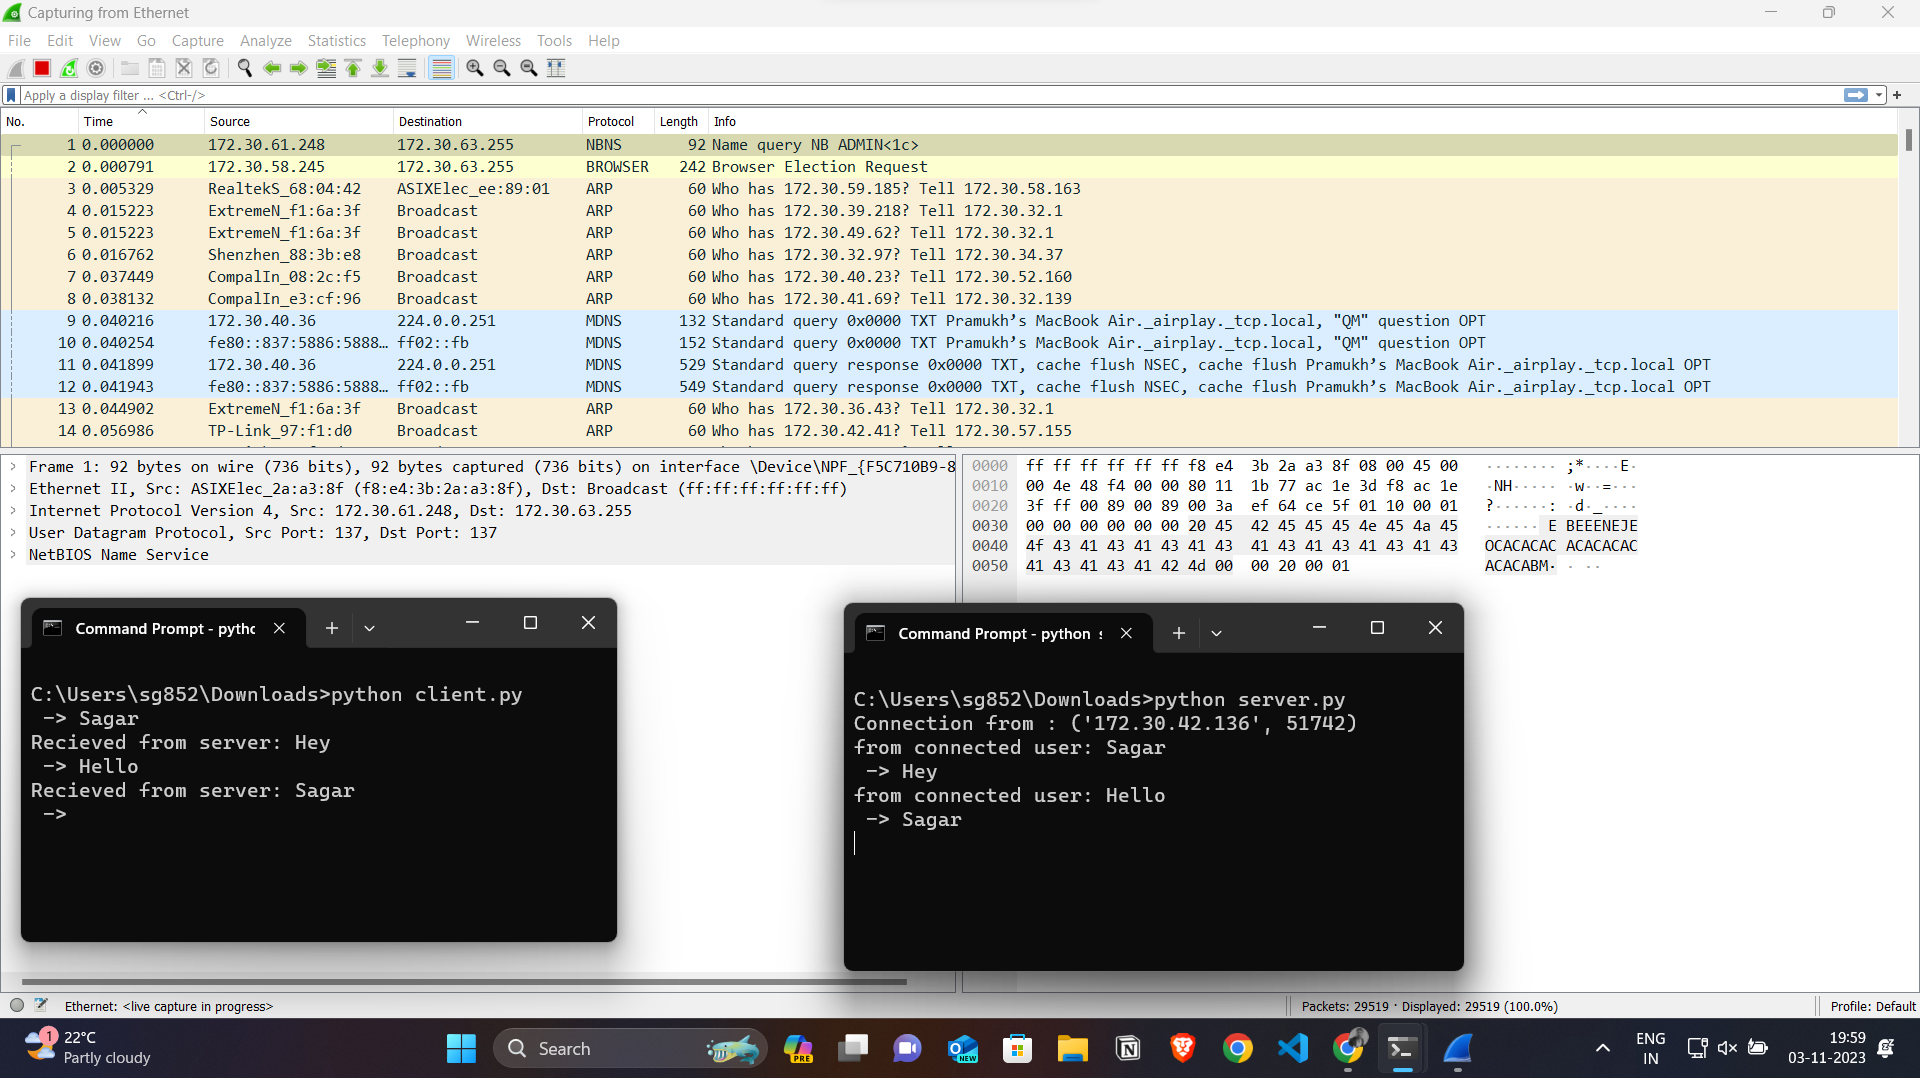 Capturing from Ethernet
File Edit View Go Capture Analyze Statistics Telephony Wireless Tools Help
Apply a display filter ... <Ctrl-/>
No. Time Source Destination Protocol Length Info
1 0.000000 172.30.61.248 172.30.63.255 NBNS 92 Name query NB ADMIN<1c>
2 0.000791 172.30.58.245 172.30.63.255 BROWSER 242 Browser Election Request
3 0.005329 RealtekS_68:04:42 ASIXElec_ee:89:01 ARP 60 Who has 172.30.59.185? Tell 172.30.58.163
4 0.015223 ExtremeN_f1:6a:3f Broadcast ARP 60 Who has 172.30.39.218? Tell 172.30.32.1
5 0.015223 ExtremeN_f1:6a:3f Broadcast ARP 60 Who has 172.30.49.62? Tell 172.30.32.1
6 0.016762 Shenzhen_88:3b:e8 Broadcast ARP 60 Who has 172.30.32.97? Tell 172.30.34.37
7 0.037449 CompalIn_08:2c:f5 Broadcast ARP 60 Who has 172.30.40.23? Tell 172.30.52.160
8 0.038132 CompalIn_e3:cf:96 Broadcast ARP 60 Who has 172.30.41.69? Tell 172.30.32.139
9 0.040216 172.30.40.36 224.0.0.251 MDNS 132 Standard query 0x0000 TXT Pramukh’s MacBook Air._airplay._tcp.local, "QM" question OPT
10 0.040254 fe80::837:5886:5888… ff02::fb MDNS 152 Standard query 0x0000 TXT Pramukh’s MacBook Air._airplay._tcp.local, "QM" question OPT
11 0.041899 172.30.40.36 224.0.0.251 MDNS 529 Standard query response 0x0000 TXT, cache flush NSEC, cache flush Pramukh’s MacBook Air._airplay._tcp.local OPT
12 0.041943 fe80::837:5886:5888… ff02::fb MDNS 549 Standard query response 0x0000 TXT, cache flush NSEC, cache flush Pramukh’s MacBook Air._airplay._tcp.local OPT
13 0.044902 ExtremeN_f1:6a:3f Broadcast ARP 60 Who has 172.30.36.43? Tell 172.30.32.1
14 0.056986 TP-Link_97:f1:d0 Broadcast ARP 60 Who has 172.30.42.41? Tell 172.30.57.155
Frame 1: 92 bytes on wire (736 bits), 92 bytes captured (736 bits) on interface \Device\NPF_{F5C710B9-8
Ethernet II, Src: ASIXElec_2a:a3:8f (f8:e4:3b:2a:a3:8f), Dst: Broadcast (ff:ff:ff:ff:ff:ff)
Internet Protocol Version 4, Src: 172.30.61.248, Dst: 172.30.63.255
User Datagram Protocol, Src Port: 137, Dst Port: 137
NetBIOS Name Service
0000 ff ff ff ff ff ff f8 e4 3b 2a a3 8f 08 00 45 00 ········ ;*····E·
0010 00 4e 48 f4 00 00 80 11 1b 77 ac 1e 3d f8 ac 1e ·NH····· ·w··=···
0020 3f ff 00 89 00 89 00 3a ef 64 ce 5f 01 10 00 01 ?······: ·d·_····
0030 00 00 00 00 00 00 20 45 42 45 45 45 4e 45 4a 45 ······ E BEEENEJE
0040 4f 43 41 43 41 43 41 43 41 43 41 43 41 43 41 43 OCACACAC ACACACAC
0050 41 43 41 43 41 42 4d 00 00 20 00 01 ACACABM· · ··
Command Prompt - pythc
C:\Users\sg852\Downloads>python client.py
-> Sagar
Recieved from server: Hey
-> Hello
Recieved from server: Sagar
->
Command Prompt - python s
C:\Users\sg852\Downloads>python server.py
Connection from : ('172.30.42.136', 51742)
from connected user: Sagar
-> Hey
from connected user: Hello
-> Sagar
Ethernet: <live capture in progress>
Packets: 29519 · Displayed: 29519 (100.0%)
Profile: Default
1
22°C
Partly cloudy
Search
PRE
NEW
ENG
IN
19:59
03-11-2023